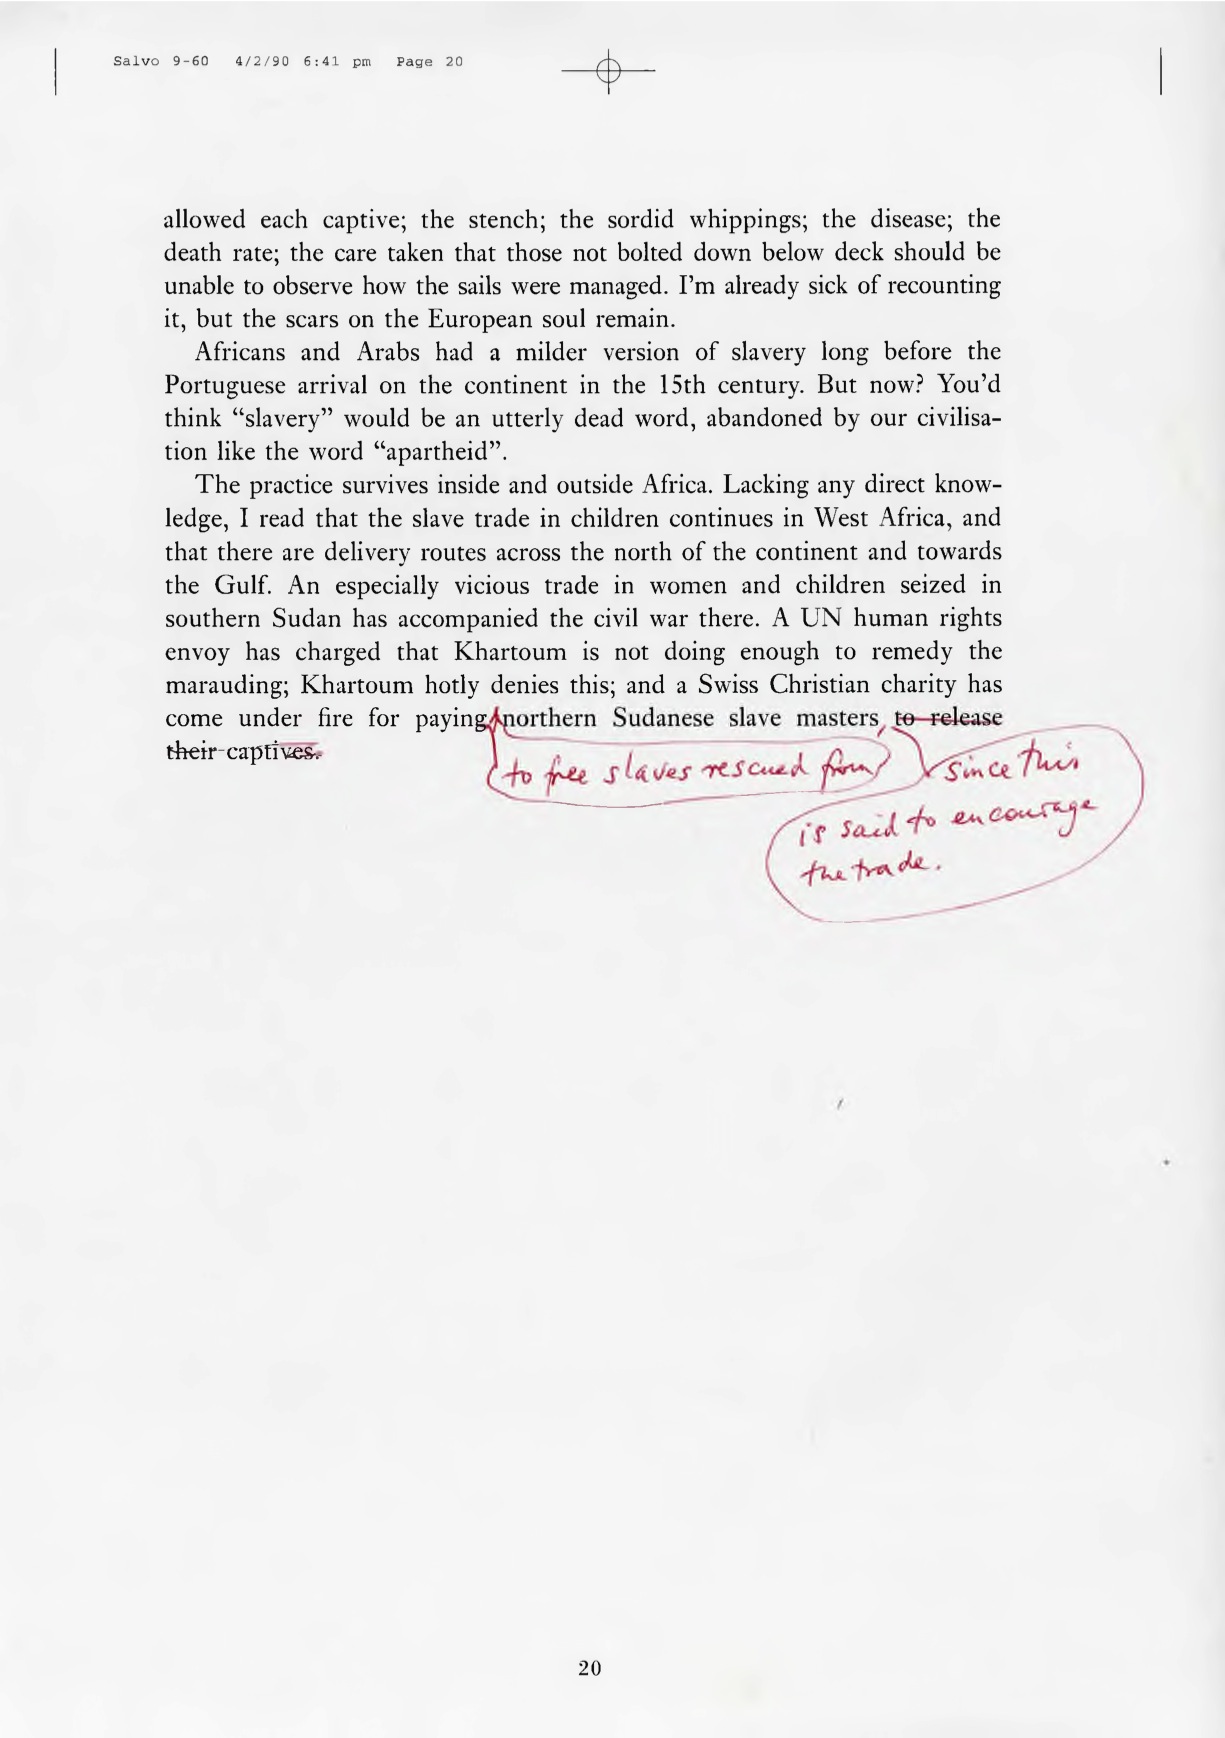 Salvo 9-60 4/2/90 6:41 pm Page 20
allowed each captive; the stench; the sordid whippings; the disease; the
death rate; the care taken that those not bolted down below deck should be
unable to observe how the sails were managed. I'm already sick of recounting
it, but the scars on the European soul remain.
Africans and Arabs had a milder version of slavery long before the
Portuguese arrival on the continent in the 15th century. But now? You'd
think “slavery” would be an utterly dead word, abandoned by our civilisa-
tion like the word “apartheid”.
The practice survives inside and outside Africa. Lacking any direct know-
ledge, I read that the slave trade in children continues in West Africa, and
that there are delivery routes across the north of the continent and towards
the Gulf. An especially vicious trade in women and children seized in
southern Sudan has accompanied the civil war there. A UN human rights
envoy has charged that Khartoum is not doing enough to remedy the
marauding; Khartoum hotly denies this; and a Swiss Christian charity has
come under fire for paying northern Sudanese slave masters, to release
their captives.
to free slaves rescued from
since this
is said to encourage
the trade.
20